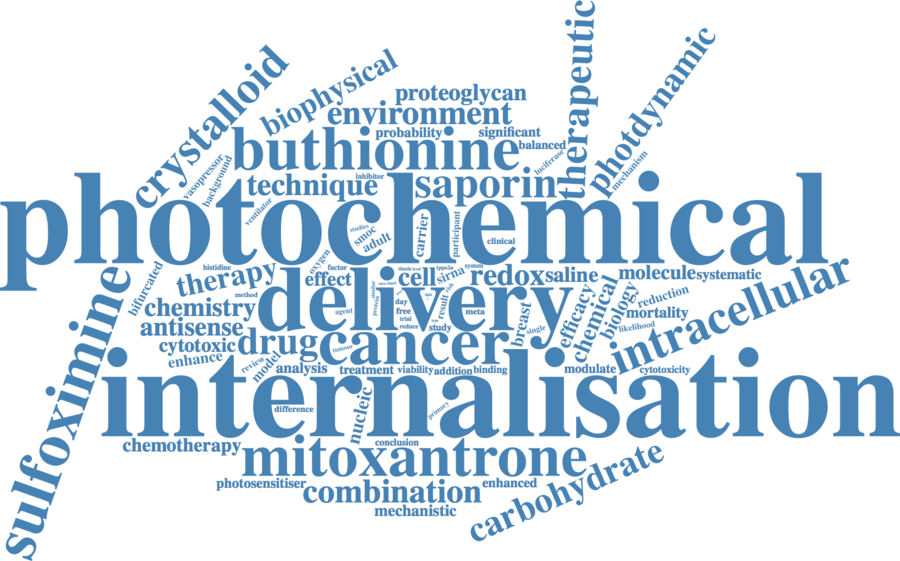 therapeutic
photdynamic
crystalloid
biophysical
proteoglycan
environment
probability
significant
buthionine
balanced
luciferase
mechanism
vasopressor
background
technique
inhibitor
saporin
ventilator
photochemical
studies
smoc
adult
carrier
participant
clinical
oxygen
bifurcated
histidine
therapy
factor
effect
cell
sirna
system
redox
saline
molecule
systematic
sulfoximine
method
delivery
chemistry
agent
day
free
trial
reduce
result
risk
study
meta
breast
single
efficacy
chemical
biology
reduction
mortality
likelihood
intracellular
antisense
cytotoxic
drug
cancer
tumour
enhance
review
model
analysis
treatment
viability
addition
binding
modulate
cytotoxicity
internalisation
difference
nucleic
primary
chemotherapy
conclusion
mitoxantrone
carbohydrate
photosensitiser
combination
enhanced
mechanistic